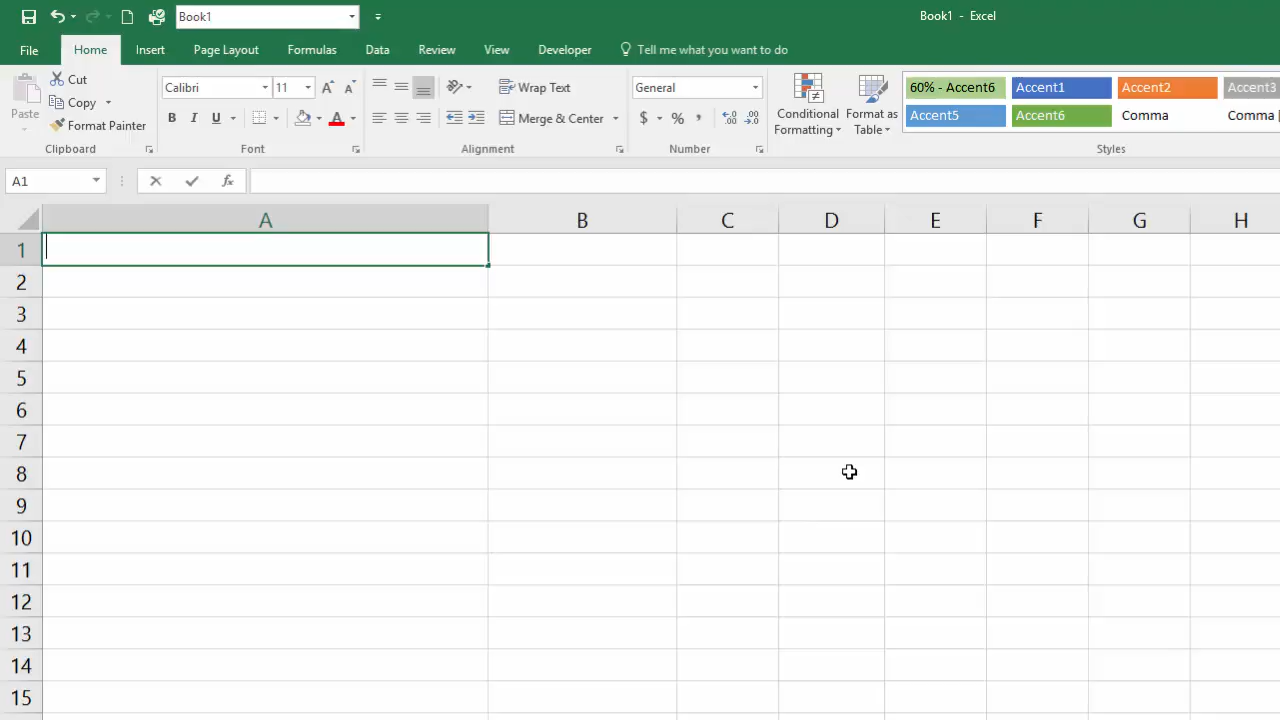 Book1
Book1 - Excel
File Home Insert Page Layout Formulas Data Review View Developer Tell me what you want to do
Paste
Cut
Copy
Format Painter
Clipboard
Calibri 11
B I U A
Font
Wrap Text
Merge & Center
Alignment
General
$ %
Number
Conditional Formatting
Format as Table
60% - Accent6 Accent1 Accent2 Accent3
Accent5 Accent6 Comma Comma [
Styles
A1 fx
A B C D E F G H
1
2
3
4
5
6
7
8
9
10
11
12
13
14
15